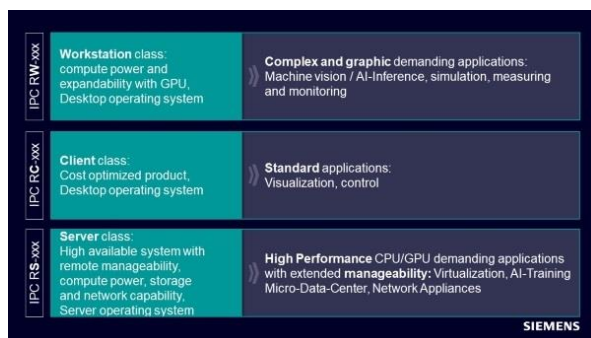 IPC RW-xxx
Workstation class:
compute power and
expandability with GPU,
Desktop operating system
Complex and graphic demanding applications:
Machine vision / AI-Inference, simulation, measuring
and monitoring
IPC RC-xxx
Client class:
Cost optimized product,
Desktop operating system
Standard applications:
Visualization, control
IPC RS-xxx
Server class:
High available system with
remote manageability,
compute power, storage
and network capability,
Server operating system
High Performance CPU/GPU demanding applications
with extended manageability: Virtualization, AI-Training
Micro-Data-Center, Network Appliances
SIEMENS